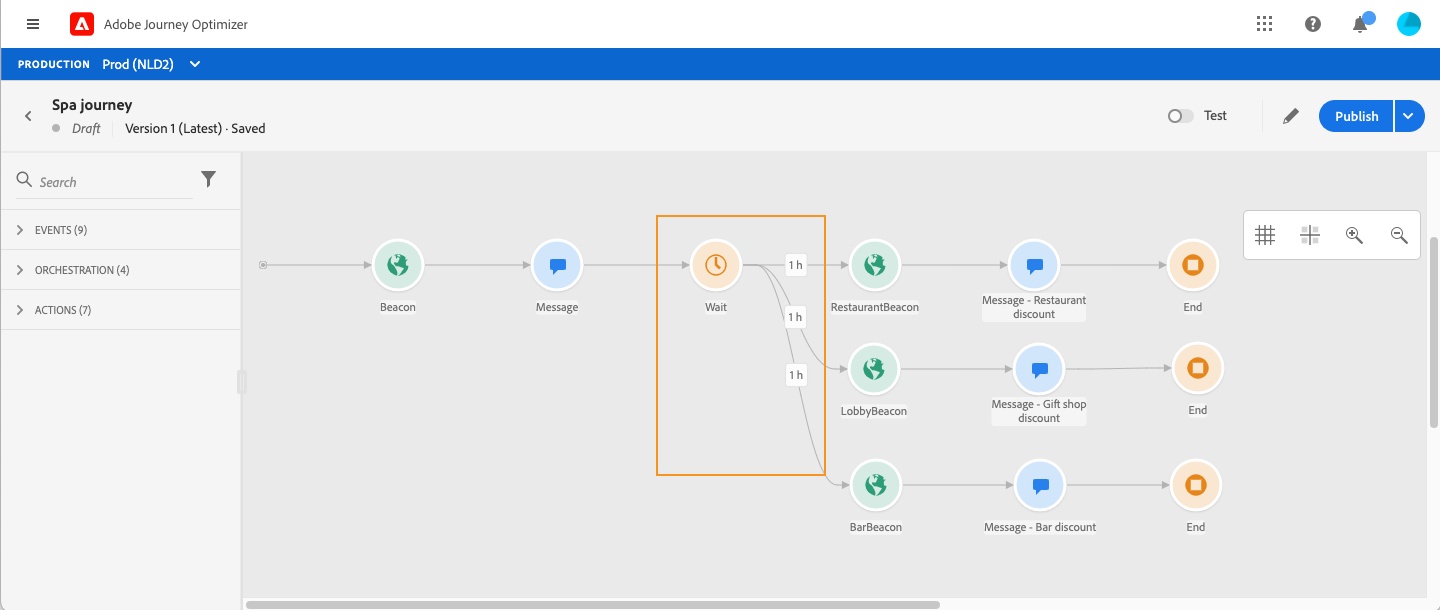 Adobe Journey Optimizer
PRODUCTION Prod (NLD2)
Spa journey
Draft Version 1 (Latest) · Saved
Test
Publish
Search
EVENTS (9)
ORCHESTRATION (4)
ACTIONS (7)
1 h
Beacon
Message
Wait
RestaurantBeacon
Message - Restaurant
discount
End
1 h
1 h
LobbyBeacon
Message - Gift shop
discount
End
BarBeacon
Message - Bar discount
End